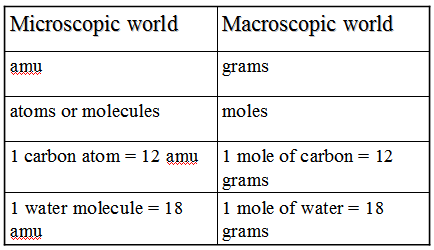 Microscopic world
Macroscopic world
amu
grams
atoms or molecules
moles
1 carbon atom = 12 amu
1 mole of carbon = 12
grams
1 water molecule = 18
amu
1 mole of water = 18
grams